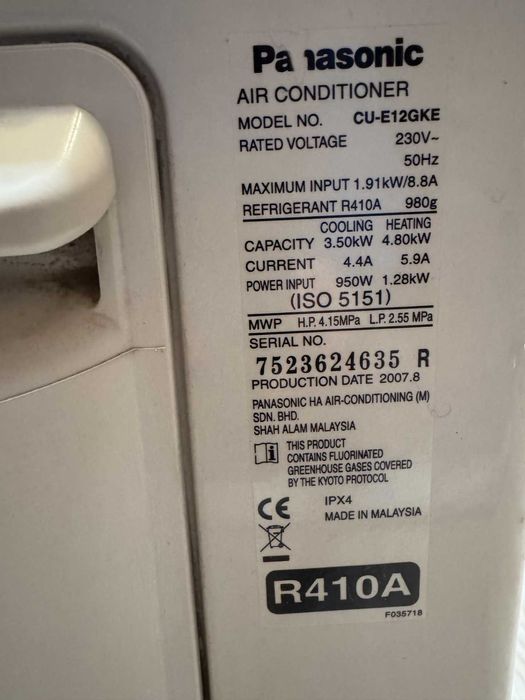 Panasonic
AIR CONDITIONER
MODEL NO. CU-E12GKE
RATED VOLTAGE 230V~
50Hz
MAXIMUM INPUT 1.91kW/8.8A
REFRIGERANT R410A 980g
COOLING HEATING
CAPACITY 3.50kW 4.80kW
CURRENT 4.4A 5.9A
POWER INPUT 950W 1.28kW
(ISO 5151)
MWP H.P. 4.15MPa L.P. 2.55 MPa
SERIAL NO.
7523624635 R
PRODUCTION DATE 2007.8
PANASONIC HA AIR-CONDITIONING (M)
SDN. BHD.
SHAH ALAM MALAYSIA
i THIS PRODUCT
CONTAINS FLUORINATED
GREENHOUSE GASES COVERED
BY THE KYOTO PROTOCOL
CE IPX4
MADE IN MALAYSIA
R410A
F035718